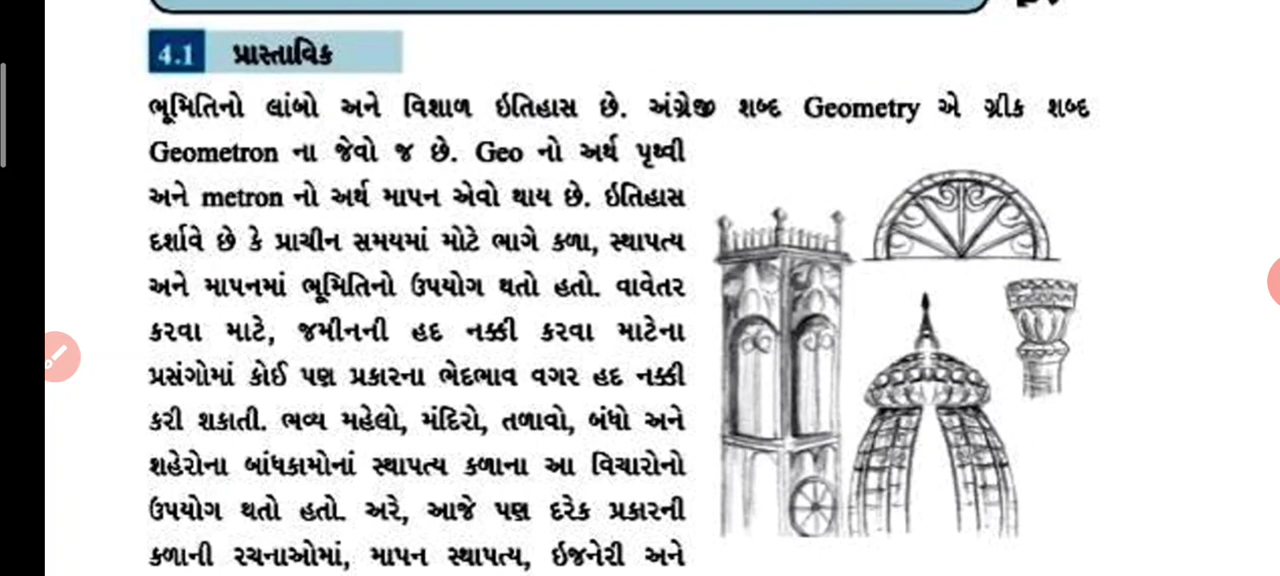 4.1 પ્રાસ્તાવિક
ભૂમિતિનો લાંબો અને વિશાળ ઇતિહાસ છે. અંગ્રેજી શબ્દ Geometry એ ગ્રીક શબ્દ
Geometron ના જેવો જ છે. Geo નો અર્થ પૃથ્વી
અને metron નો અર્થ માપન એવો થાય છે. ઇતિહાસ
દર્શાવે છે કે પ્રાચીન સમયમાં મોટે ભાગે કળા, સ્થાપત્ય
અને માપનમાં ભૂમિતિનો ઉપયોગ થતો હતો. વાવેતર
કરવા માટે, જમીનની હદ નક્કી કરવા માટેના
પ્રસંગોમાં કોઈ પણ પ્રકારના ભેદભાવ વગર હદ નક્કી
કરી શકાતી. ભવ્ય મહેલો, મંદિરો, તળાવો, બંધો અને
શહેરોના બાંધકામોનાં સ્થાપત્ય કળાના આ વિચારોનો
ઉપયોગ થતો હતો. અરે, આજે પણ દરેક પ્રકારની
કળાની રચનાઓમાં, માપન સ્થાપત્ય, ઇજનેરી અને